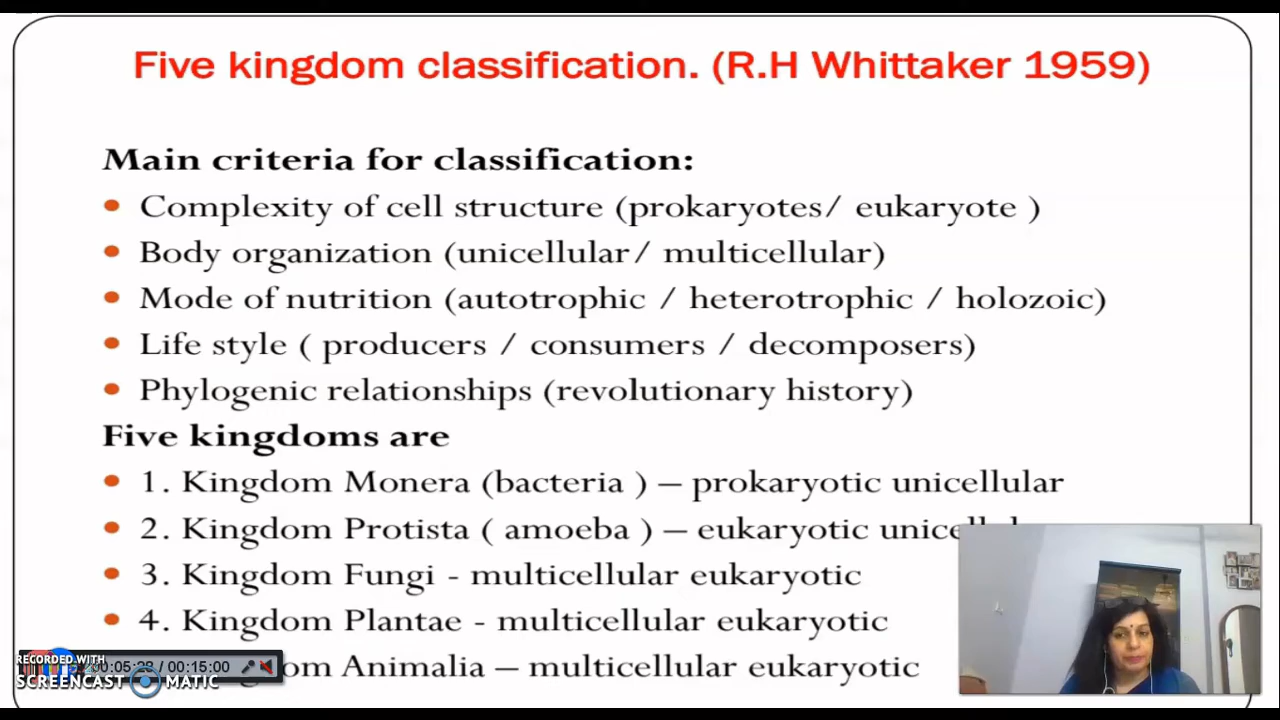 Five kingdom classification. (R.H Whittaker 1959)
Main criteria for classification:
• Complexity of cell structure (prokaryotes/ eukaryote )
• Body organization (unicellular/ multicellular)
• Mode of nutrition (autotrophic / heterotrophic / holozoic)
• Life style ( producers / consumers / decomposers)
• Phylogenic relationships (revolutionary history)
Five kingdoms are
• 1. Kingdom Monera (bacteria ) – prokaryotic unicellular
• 2. Kingdom Protista ( amoeba ) – eukaryotic
• 3. Kingdom Fungi - multicellular eukaryotic
• 4. Kingdom Plantae - multicellular eukaryotic
Animalia – multicellular eukaryotic
RECORDED WITH
/ 00:15:00
SCREENCAST MATIC